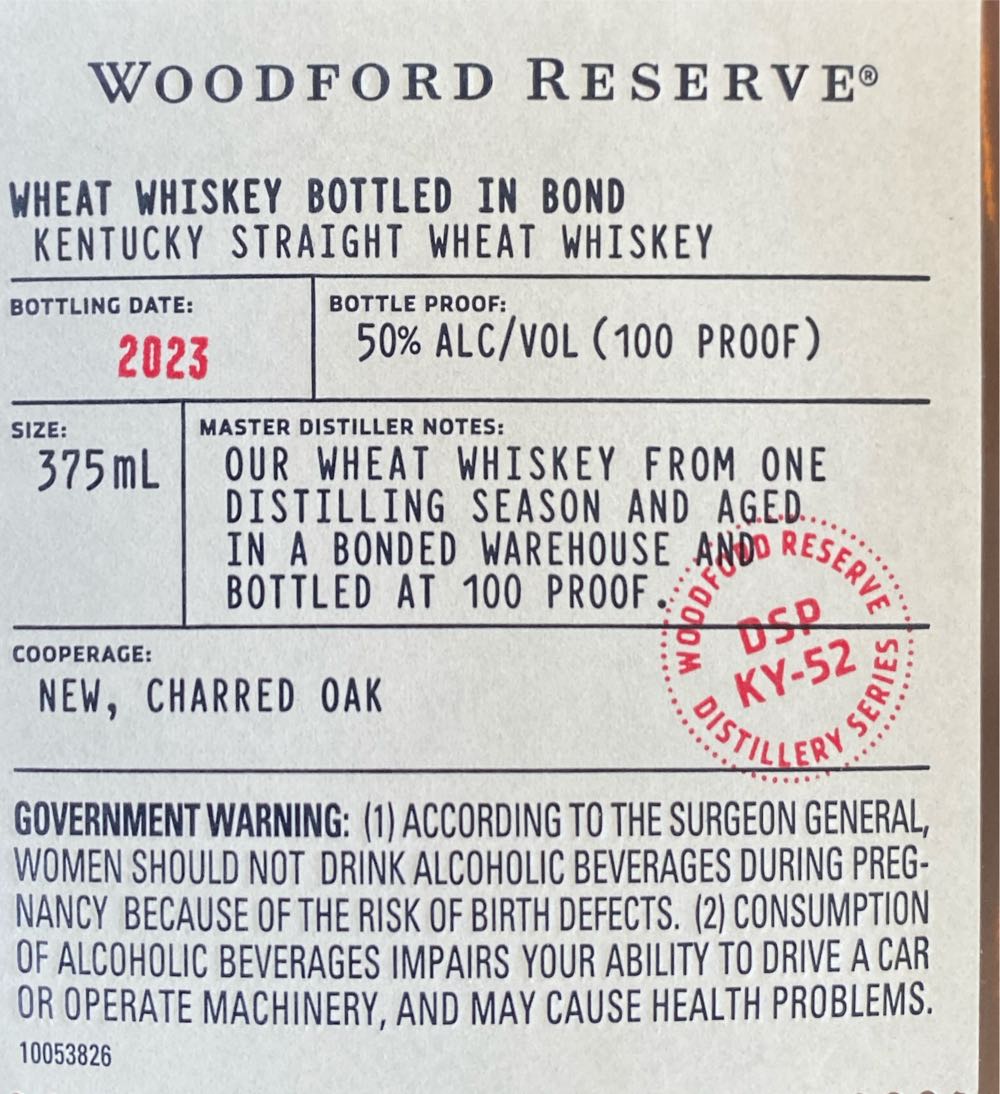 WOODFORD RESERVE®
WHEAT WHISKEY BOTTLED IN BOND
KENTUCKY STRAIGHT WHEAT WHISKEY
BOTTLING DATE:
2023
BOTTLE PROOF:
50% ALC/VOL (100 PROOF)
SIZE:
375mL
MASTER DISTILLER NOTES:
OUR WHEAT WHISKEY FROM ONE
DISTILLING SEASON AND AGED
IN A BONDED WAREHOUSE AND
BOTTLED AT 100 PROOF.
WOODFORD RESERVE
DSP
KY-52
DISTILLERY SERIES
COOPERAGE:
NEW, CHARRED OAK
GOVERNMENT WARNING: (1) ACCORDING TO THE SURGEON GENERAL,
WOMEN SHOULD NOT DRINK ALCOHOLIC BEVERAGES DURING PREG-
NANCY BECAUSE OF THE RISK OF BIRTH DEFECTS. (2) CONSUMPTION
OF ALCOHOLIC BEVERAGES IMPAIRS YOUR ABILITY TO DRIVE A CAR
OR OPERATE MACHINERY, AND MAY CAUSE HEALTH PROBLEMS.
10053826